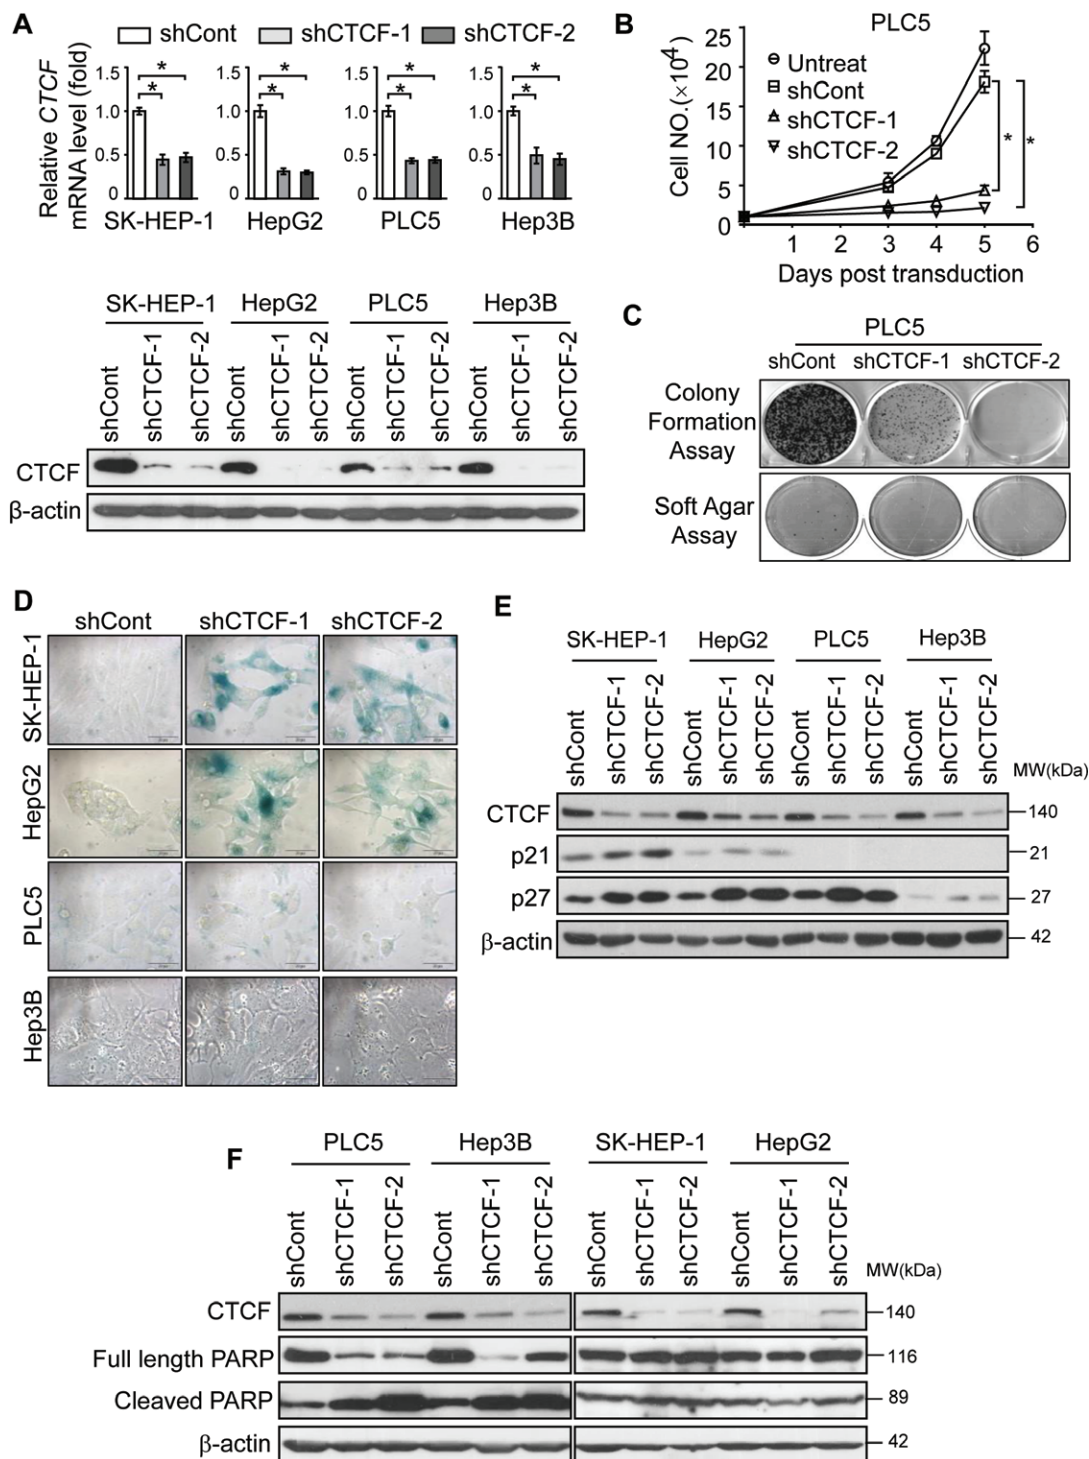 A
shCont shCTCF-1 shCTCF-2
Relative CTCF
mRNA level (fold)
1.5 1.5 1.5 1.5
* * * *
* * * *
1.0 1.0 1.0 1.0
0.5 0.5 0.5 0.5
0 0 0 0
SK-HEP-1 HepG2 PLC5 Hep3B
SK-HEP-1 HepG2 PLC5 Hep3B
shCont shCTCF-1 shCTCF-2 shCont shCTCF-1 shCTCF-2 shCont shCTCF-1 shCTCF-2 shCont shCTCF-1 shCTCF-2
CTCF
β-actin
B
PLC5
Cell NO.(×10⁴)
25
20
15
10
5
0
Untreat
shCont
shCTCF-1
shCTCF-2
* *
1 2 3 4 5 6
Days post transduction
C
PLC5
shCont shCTCF-1 shCTCF-2
Colony
Formation
Assay
Soft Agar
Assay
D
shCont shCTCF-1 shCTCF-2
SK-HEP-1
HepG2
PLC5
Hep3B
E
SK-HEP-1 HepG2 PLC5 Hep3B
shCont shCTCF-1 shCTCF-2 shCont shCTCF-1 shCTCF-2 shCont shCTCF-1 shCTCF-2 shCont shCTCF-1 shCTCF-2
MW(kDa)
CTCF 140
p21 21
p27 27
β-actin 42
F
PLC5 Hep3B SK-HEP-1 HepG2
shCont shCTCF-1 shCTCF-2 shCont shCTCF-1 shCTCF-2 shCont shCTCF-1 shCTCF-2 shCont shCTCF-1 shCTCF-2
MW(kDa)
CTCF 140
Full length PARP 116
Cleaved PARP 89
β-actin 42